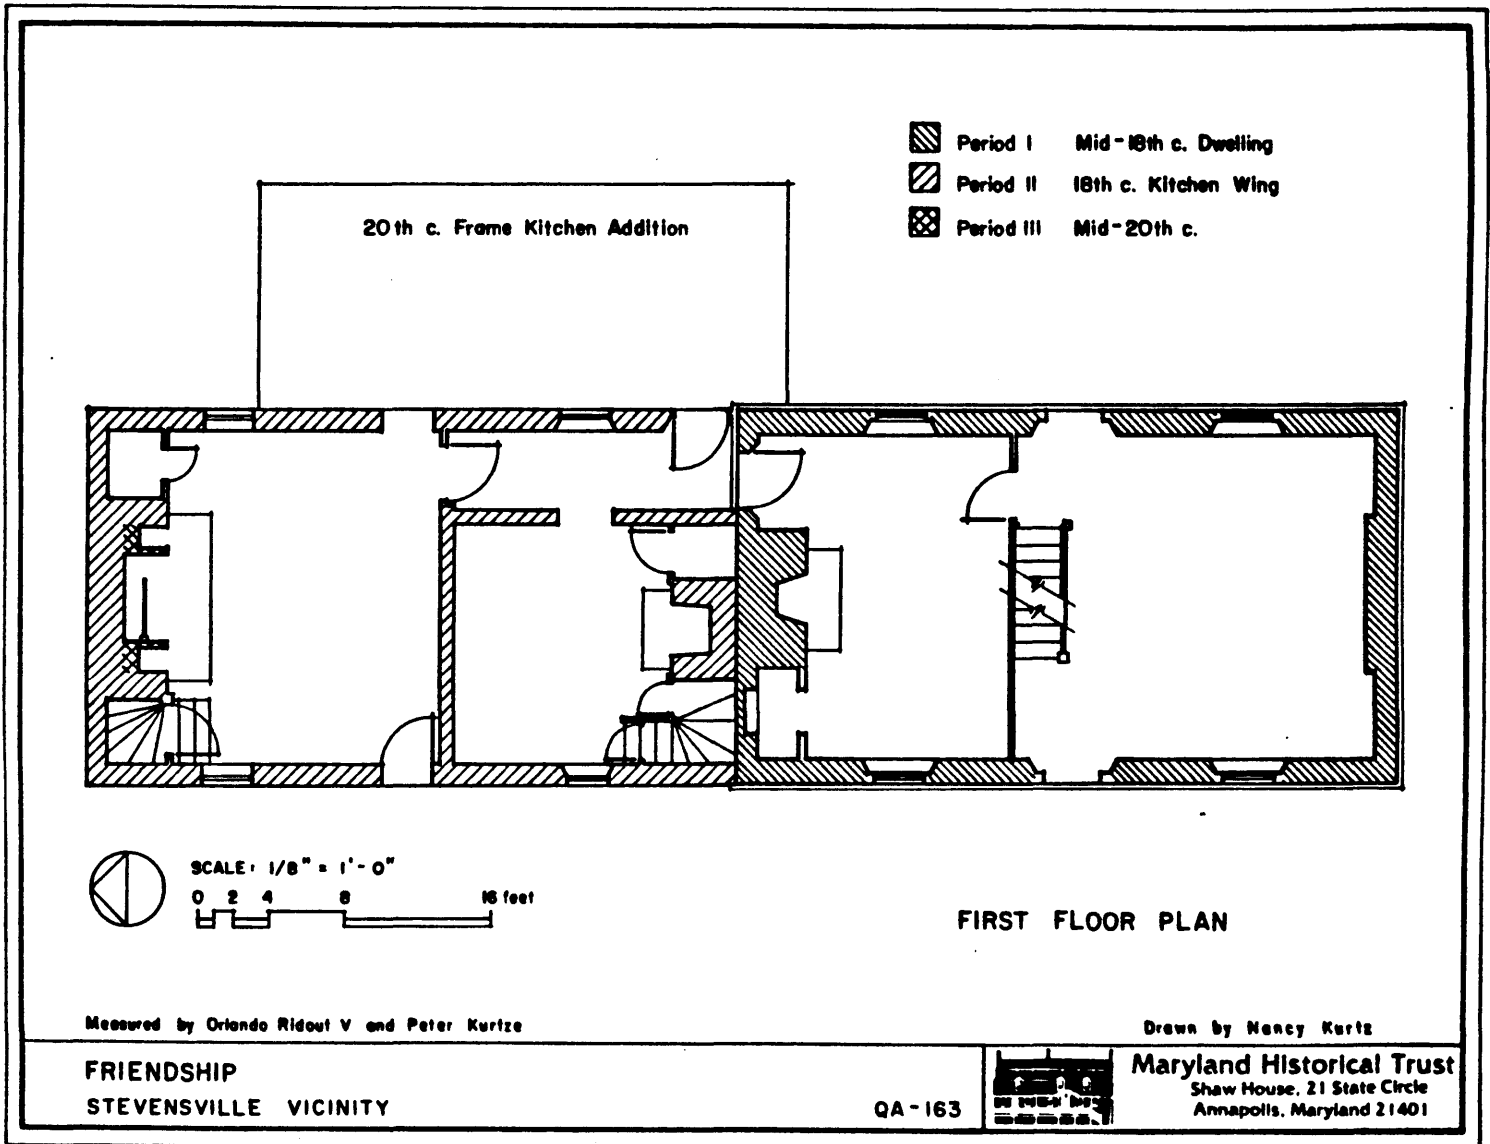 Period I Mid-18th c. Dwelling
Period II 18th c. Kitchen Wing
Period III Mid-20th c.
20th c. Frame Kitchen Addition
SCALE: 1/8" = 1'-0"
0 2 4 8 16 feet
FIRST FLOOR PLAN
Measured by Orlando Ridout V and Peter Kurtze
Drawn by Nancy Kurtz
FRIENDSHIP
STEVENSVILLE VICINITY
QA-163
Maryland Historical Trust
Shaw House, 21 State Circle
Annapolis, Maryland 21401